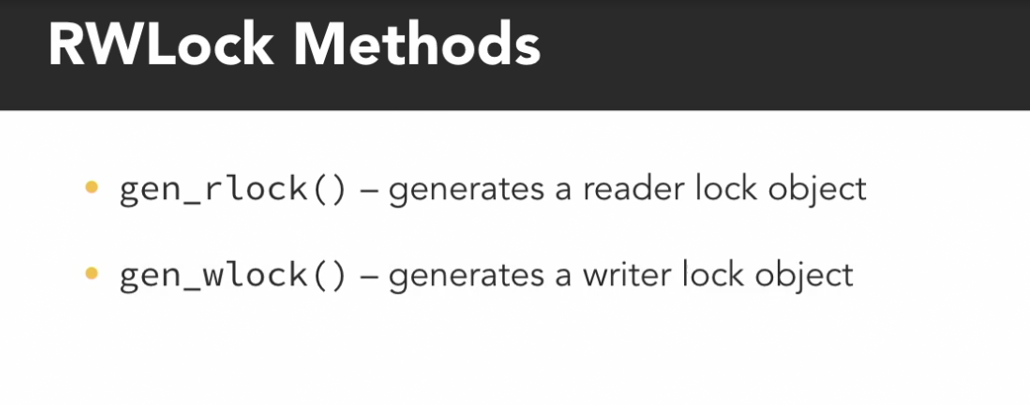 RWLock Methods
• gen_rlock() – generates a reader lock object
• gen_wlock() – generates a writer lock object